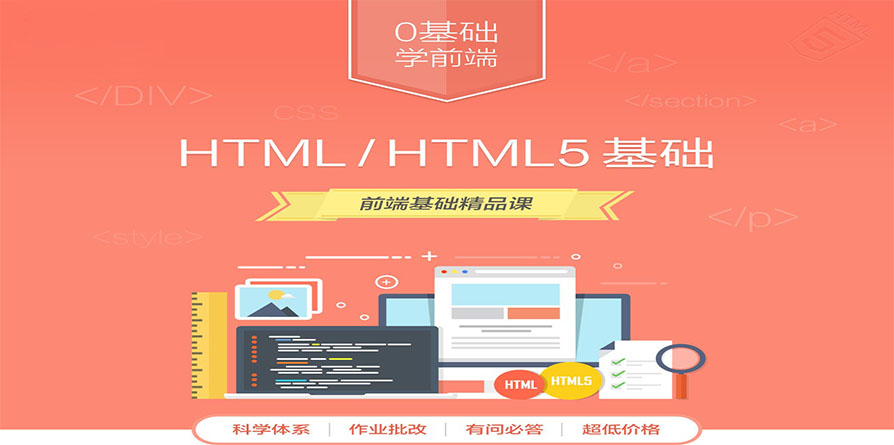 0基础
学前端
HTML
5
</a>
</DIV>
</section>
CSS
<a>
HTML / HTML5 基础
前端基础精品课
</p>
<style>
HTML
HTML5
科学体系 | 作业批改 | 有问必答 | 超低价格